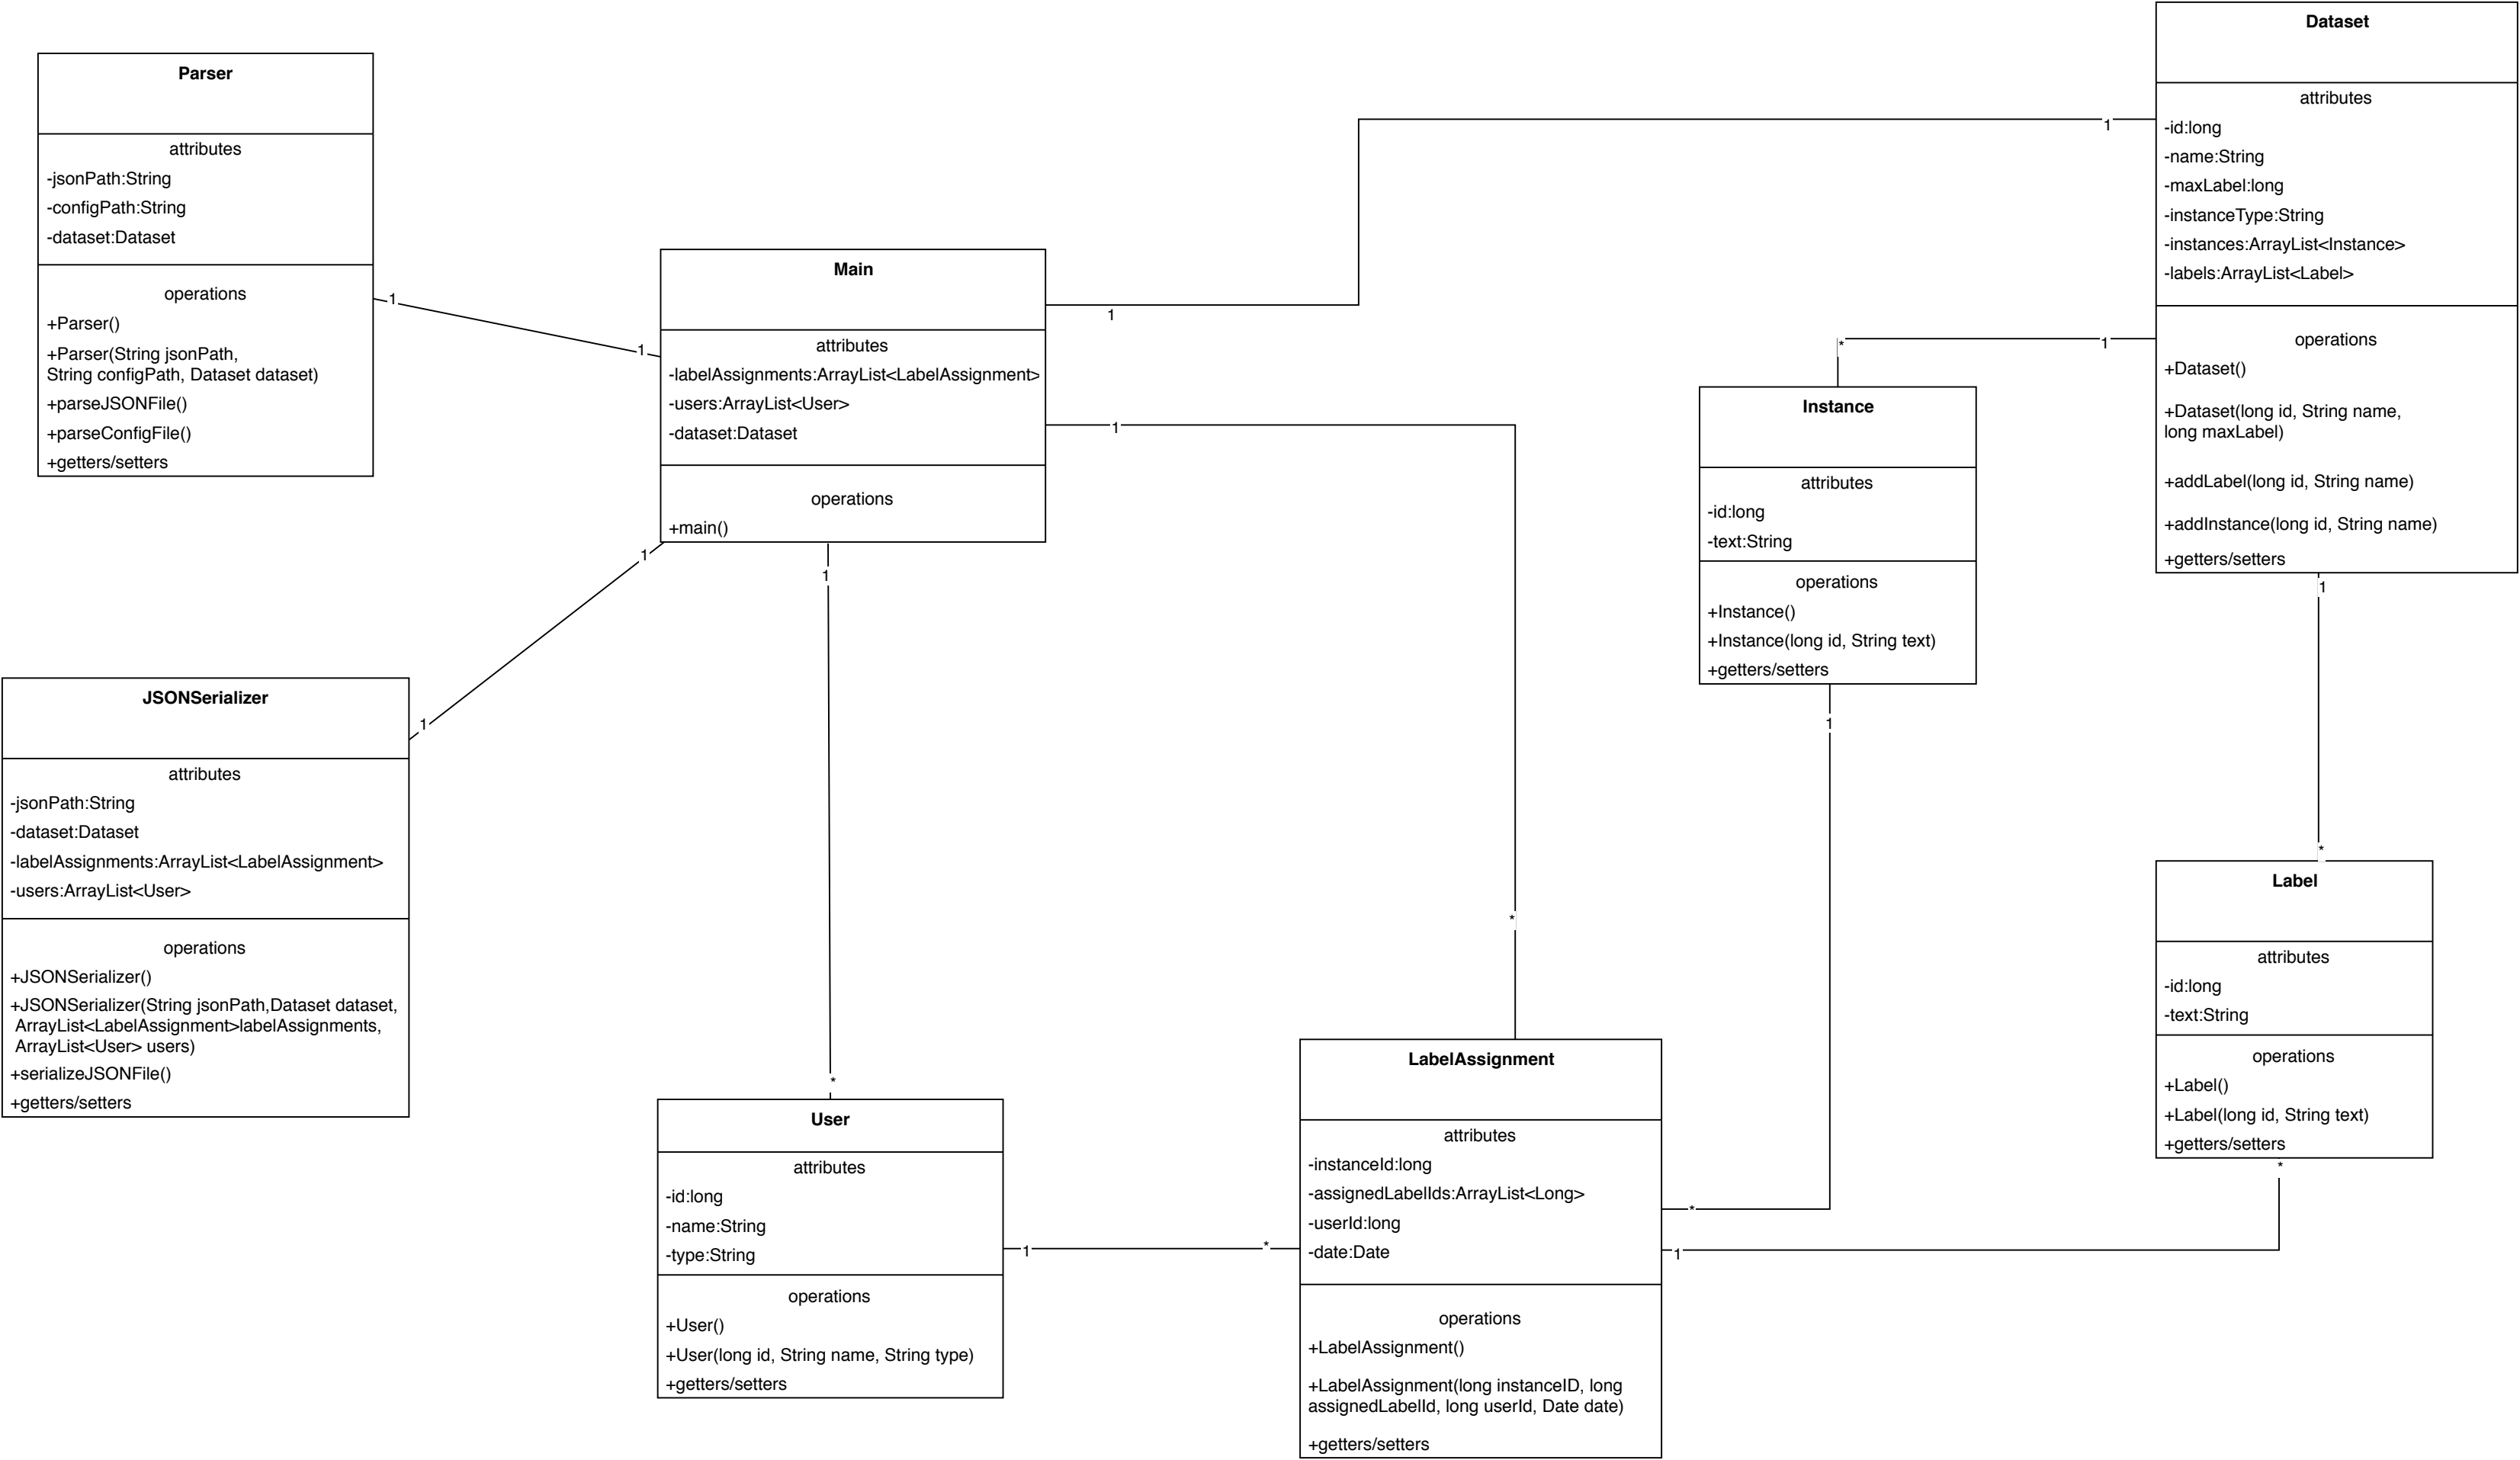 Parser
attributes
-jsonPath:String
-configPath:String
-dataset:Dataset
operations
+Parser()
+Parser(String jsonPath,
String configPath, Dataset dataset)
+parseJSONFile()
+parseConfigFile()
+getters/setters
1
1
Main
attributes
-labelAssignments:ArrayList<LabelAssignment>
-users:ArrayList<User>
-dataset:Dataset
operations
+main()
1
1
1
*
Dataset
attributes
-id:long
-name:String
-maxLabel:long
-instanceType:String
-instances:ArrayList<Instance>
-labels:ArrayList<Label>
operations
+Dataset()
+Dataset(long id, String name,
long maxLabel)
+addLabel(long id, String name)
+addInstance(long id, String name)
+getters/setters
1
*
Instance
attributes
-id:long
-text:String
operations
+Instance()
+Instance(long id, String text)
+getters/setters
1
*
1
*
JSONSerializer
attributes
-jsonPath:String
-dataset:Dataset
-labelAssignments:ArrayList<LabelAssignment>
-users:ArrayList<User>
operations
+JSONSerializer()
+JSONSerializer(String jsonPath,Dataset dataset,
ArrayList<LabelAssignment>labelAssignments,
ArrayList<User> users)
+serializeJSONFile()
+getters/setters
1
1
1
*
User
attributes
-id:long
-name:String
-type:String
operations
+User()
+User(long id, String name, String type)
+getters/setters
1
*
LabelAssignment
attributes
-instanceId:long
-assignedLabelIds:ArrayList<Long>
-userId:long
-date:Date
operations
+LabelAssignment()
+LabelAssignment(long instanceID, long
assignedLabelId, long userId, Date date)
+getters/setters
1
*
Label
attributes
-id:long
-text:String
operations
+Label()
+Label(long id, String text)
+getters/setters